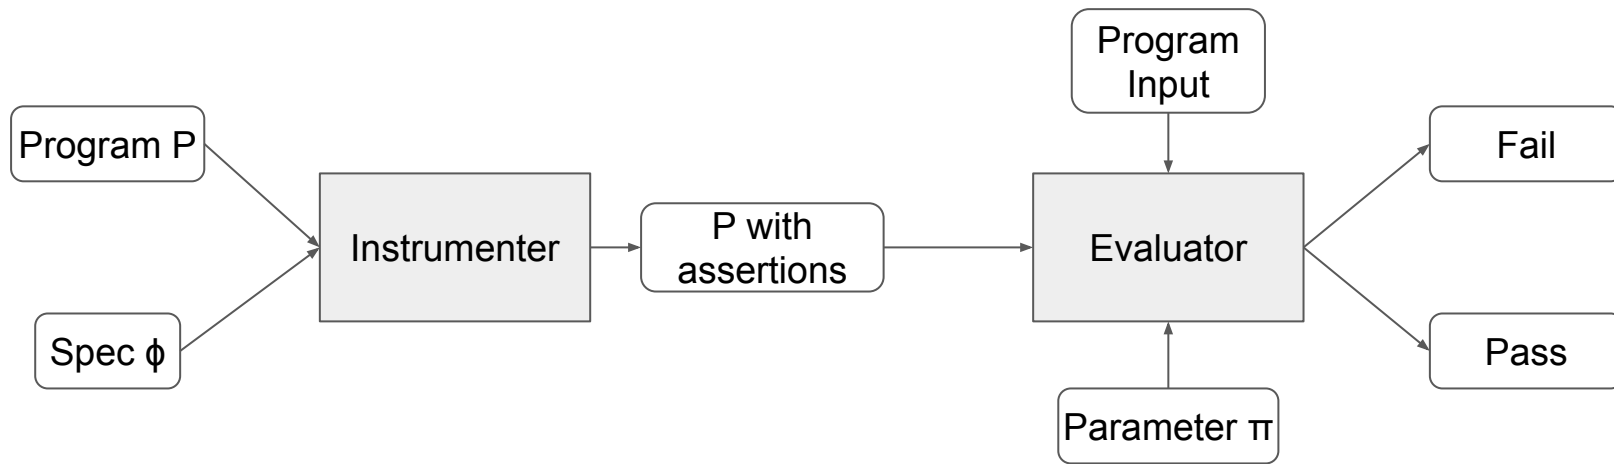 Program P
Spec ϕ
Instrumenter
P with
assertions
Program
Input
Evaluator
Parameter π
Fail
Pass